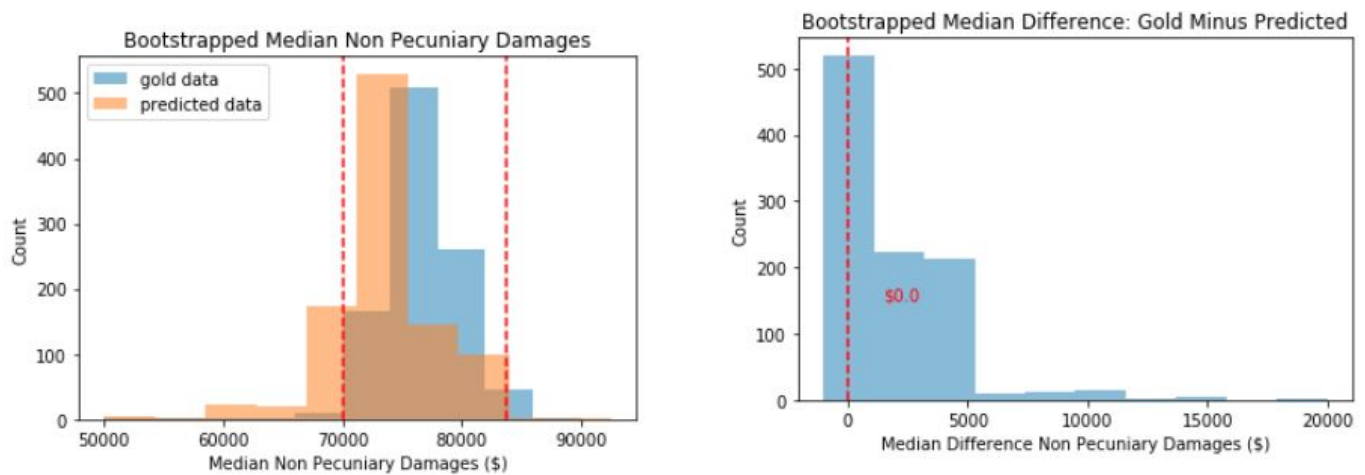 Bootstrapped Median Non Pecuniary Damages
gold data
predicted data
500
400
300
200
100
0
Count
50000 60000 70000 80000 90000
Median Non Pecuniary Damages ($)
Bootstrapped Median Difference: Gold Minus Predicted
500
400
300
200
100
0
Count
$0.0
0 5000 10000 15000 20000
Median Difference Non Pecuniary Damages ($)